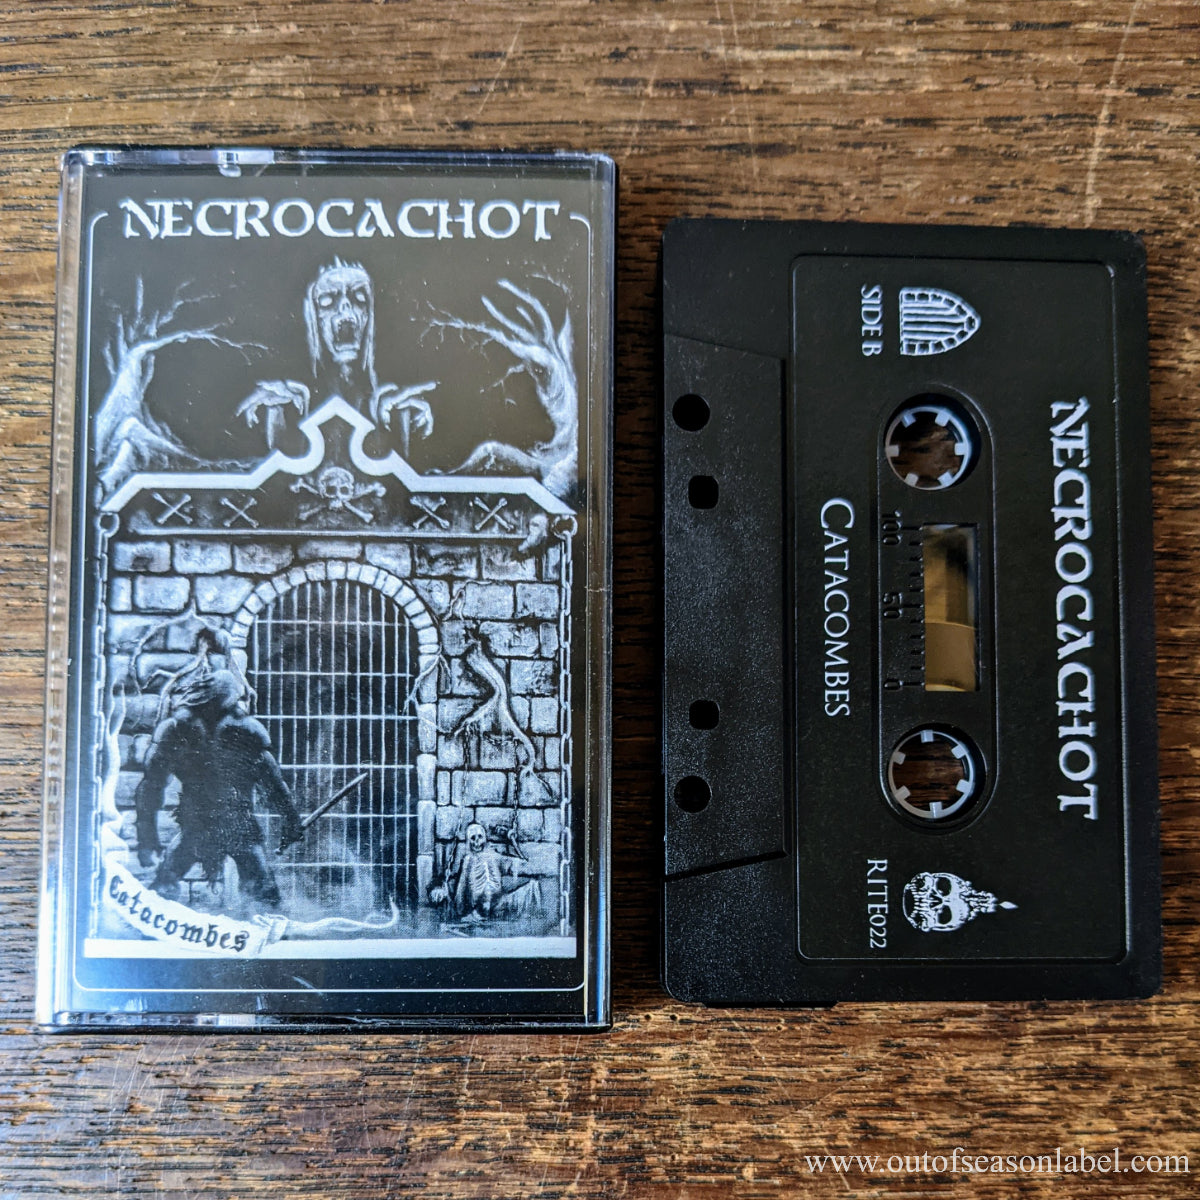 NECROCACHOT
Catacombes
SIDE B
NECROCACHOT
CATACOMBES
100 50 0
RITE022
www.outofseasonlabel.com